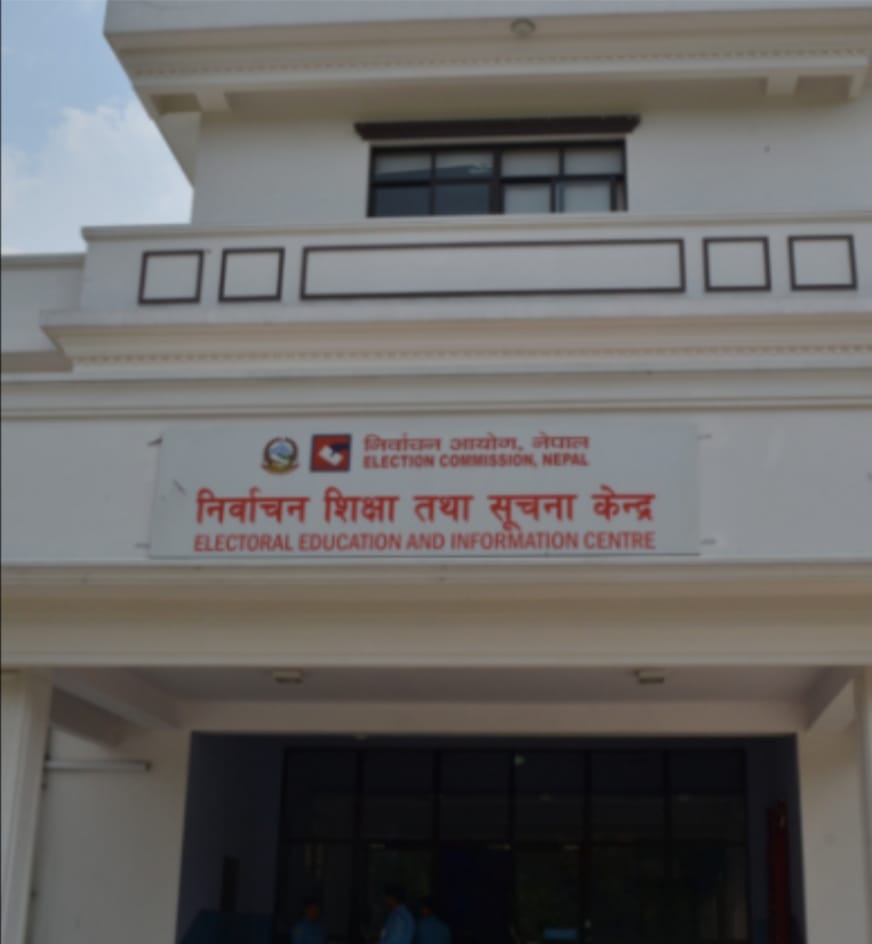 निर्वाचन आयोग, नेपाल
ELECTION COMMISSION, NEPAL
निर्वाचन शिक्षा तथा सूचना केन्द्र
ELECTORAL EDUCATION AND INFORMATION CENTRE